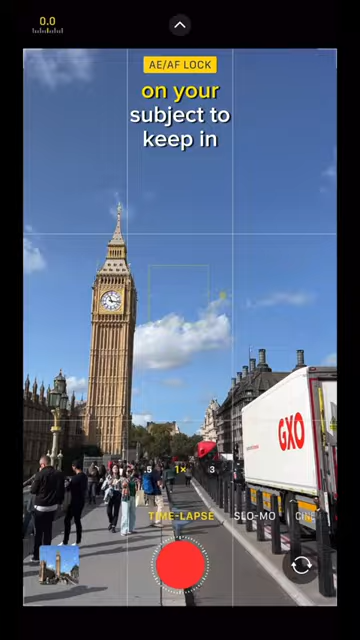 0.0
AE/AF LOCK
on your
subject to
keep in
GXO
5 1× 3
TIME-LAPSE SLO-MO CINE